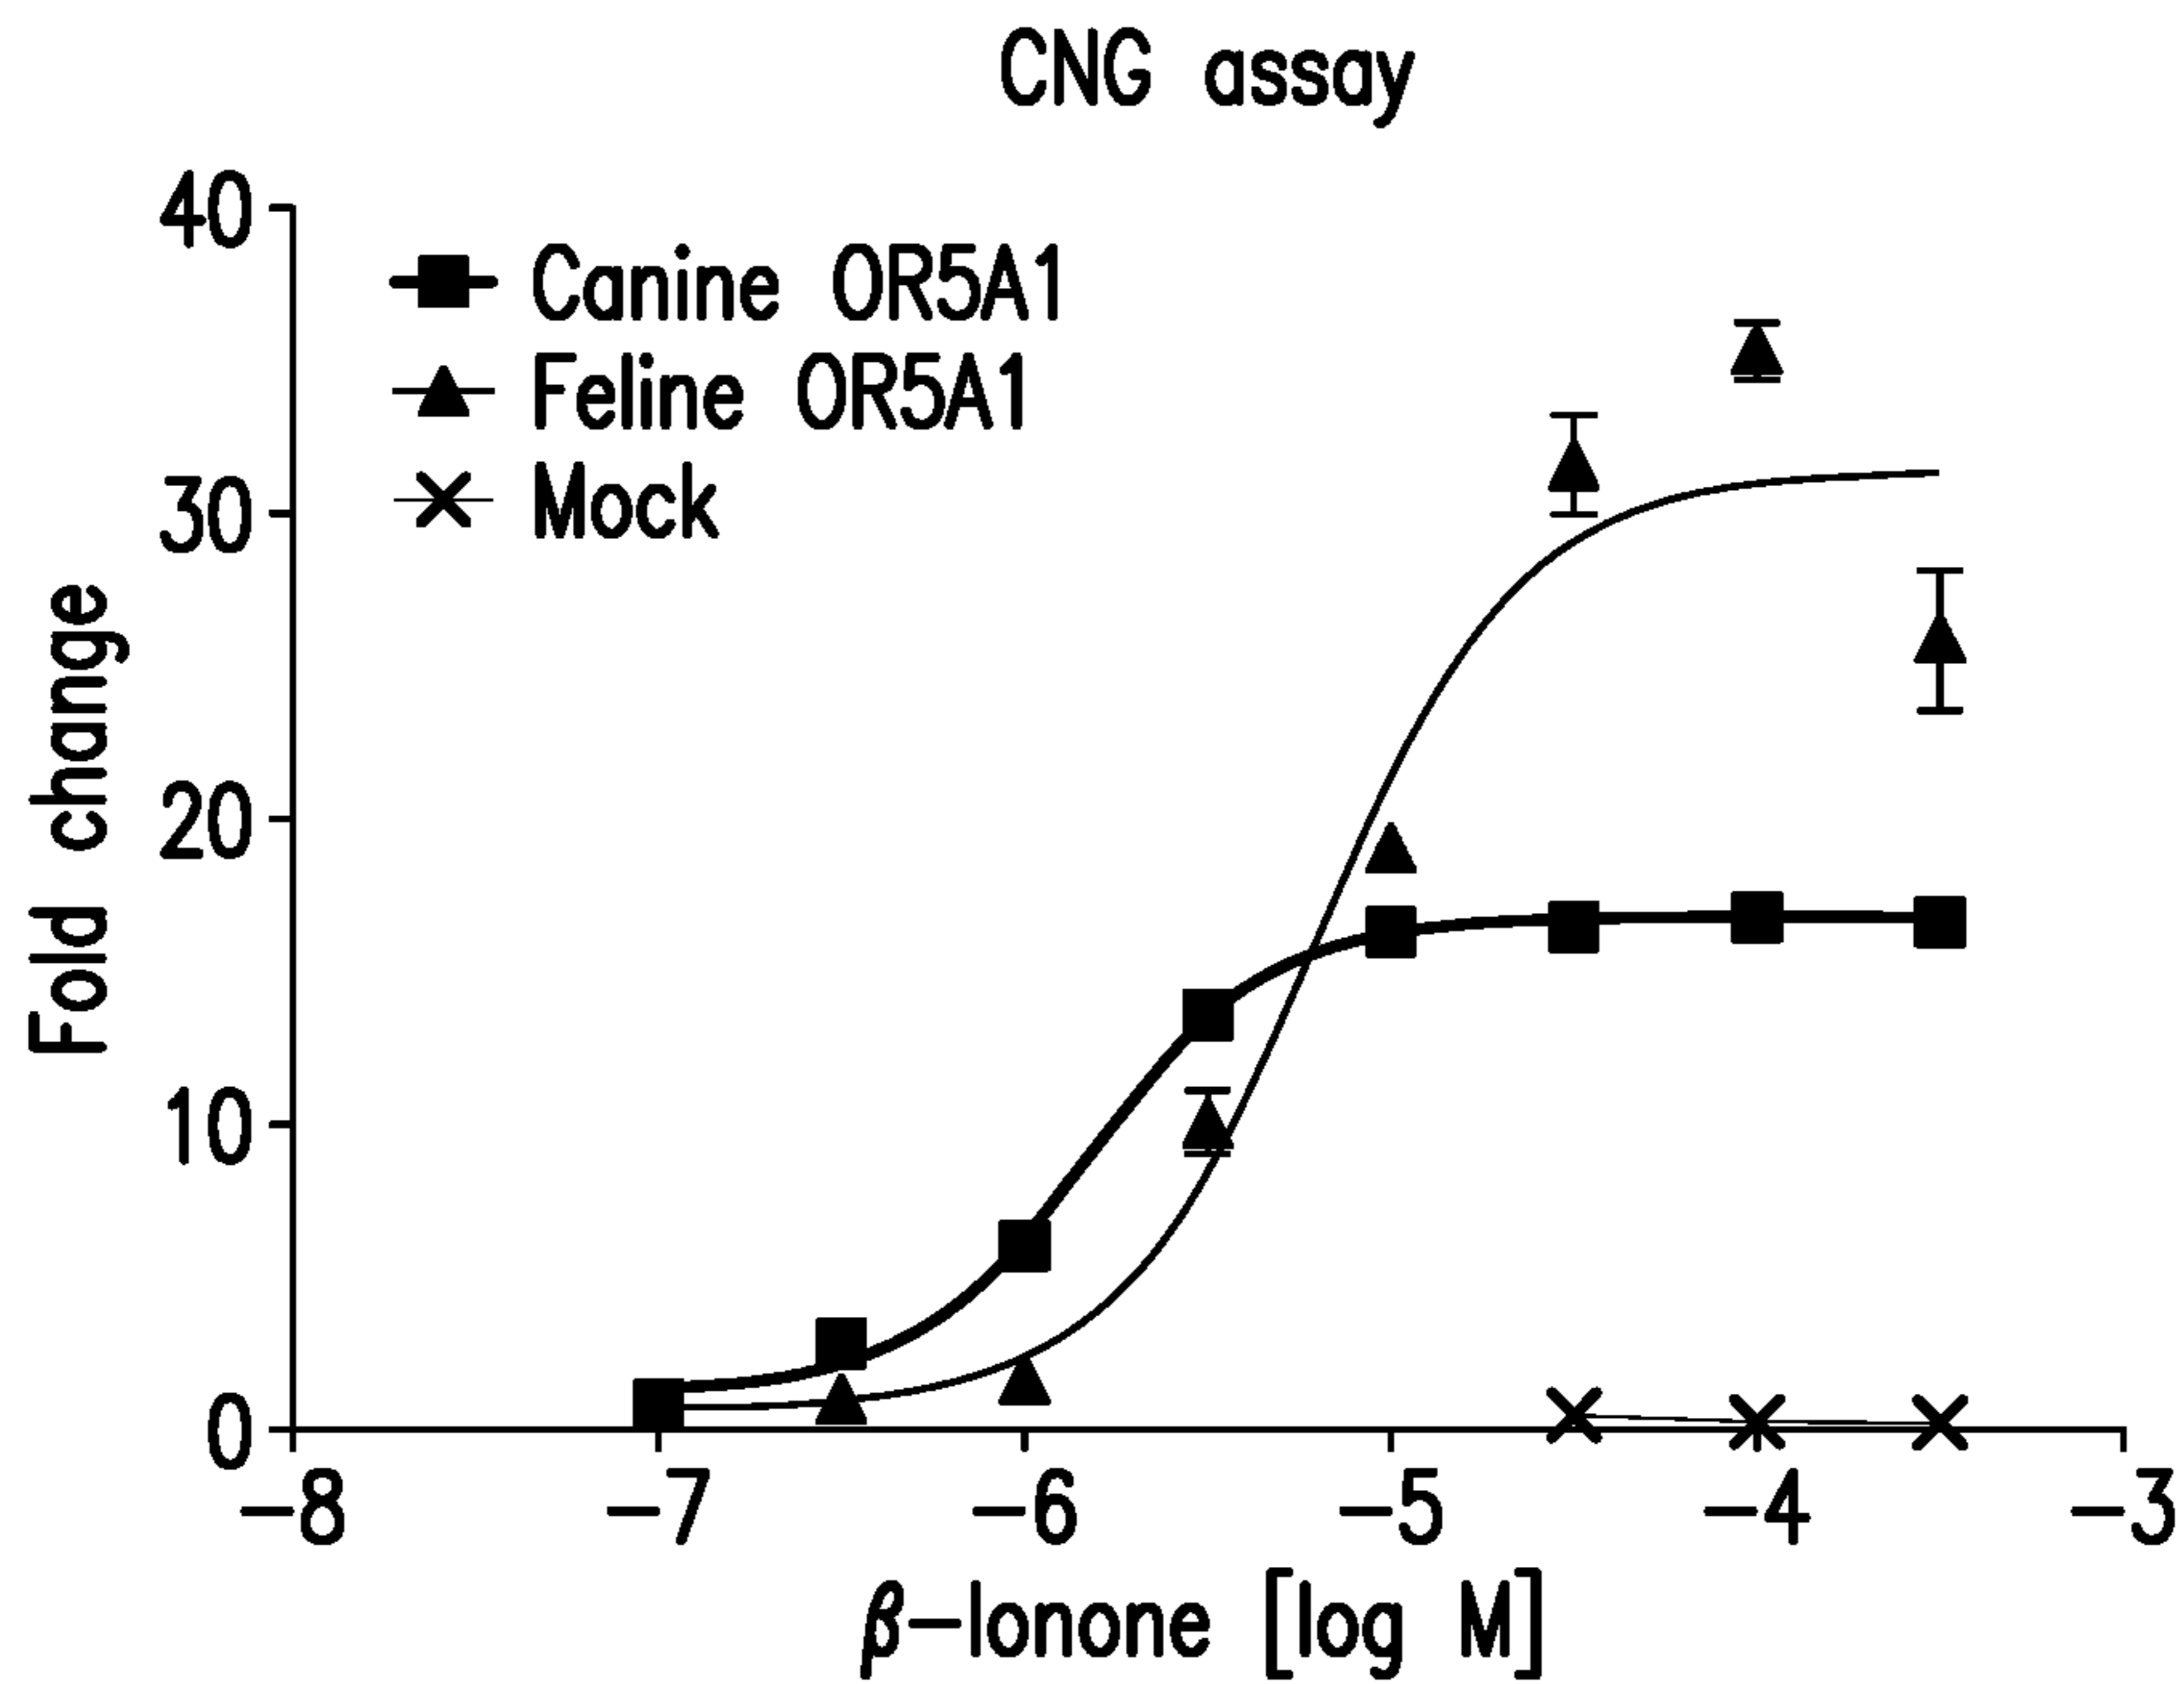 CNG assay
40
30
20
10
0
Fold change
Canine OR5A1
Feline OR5A1
Mock
−8 −7 −6 −5 −4 −3
β−Ionone [log M]